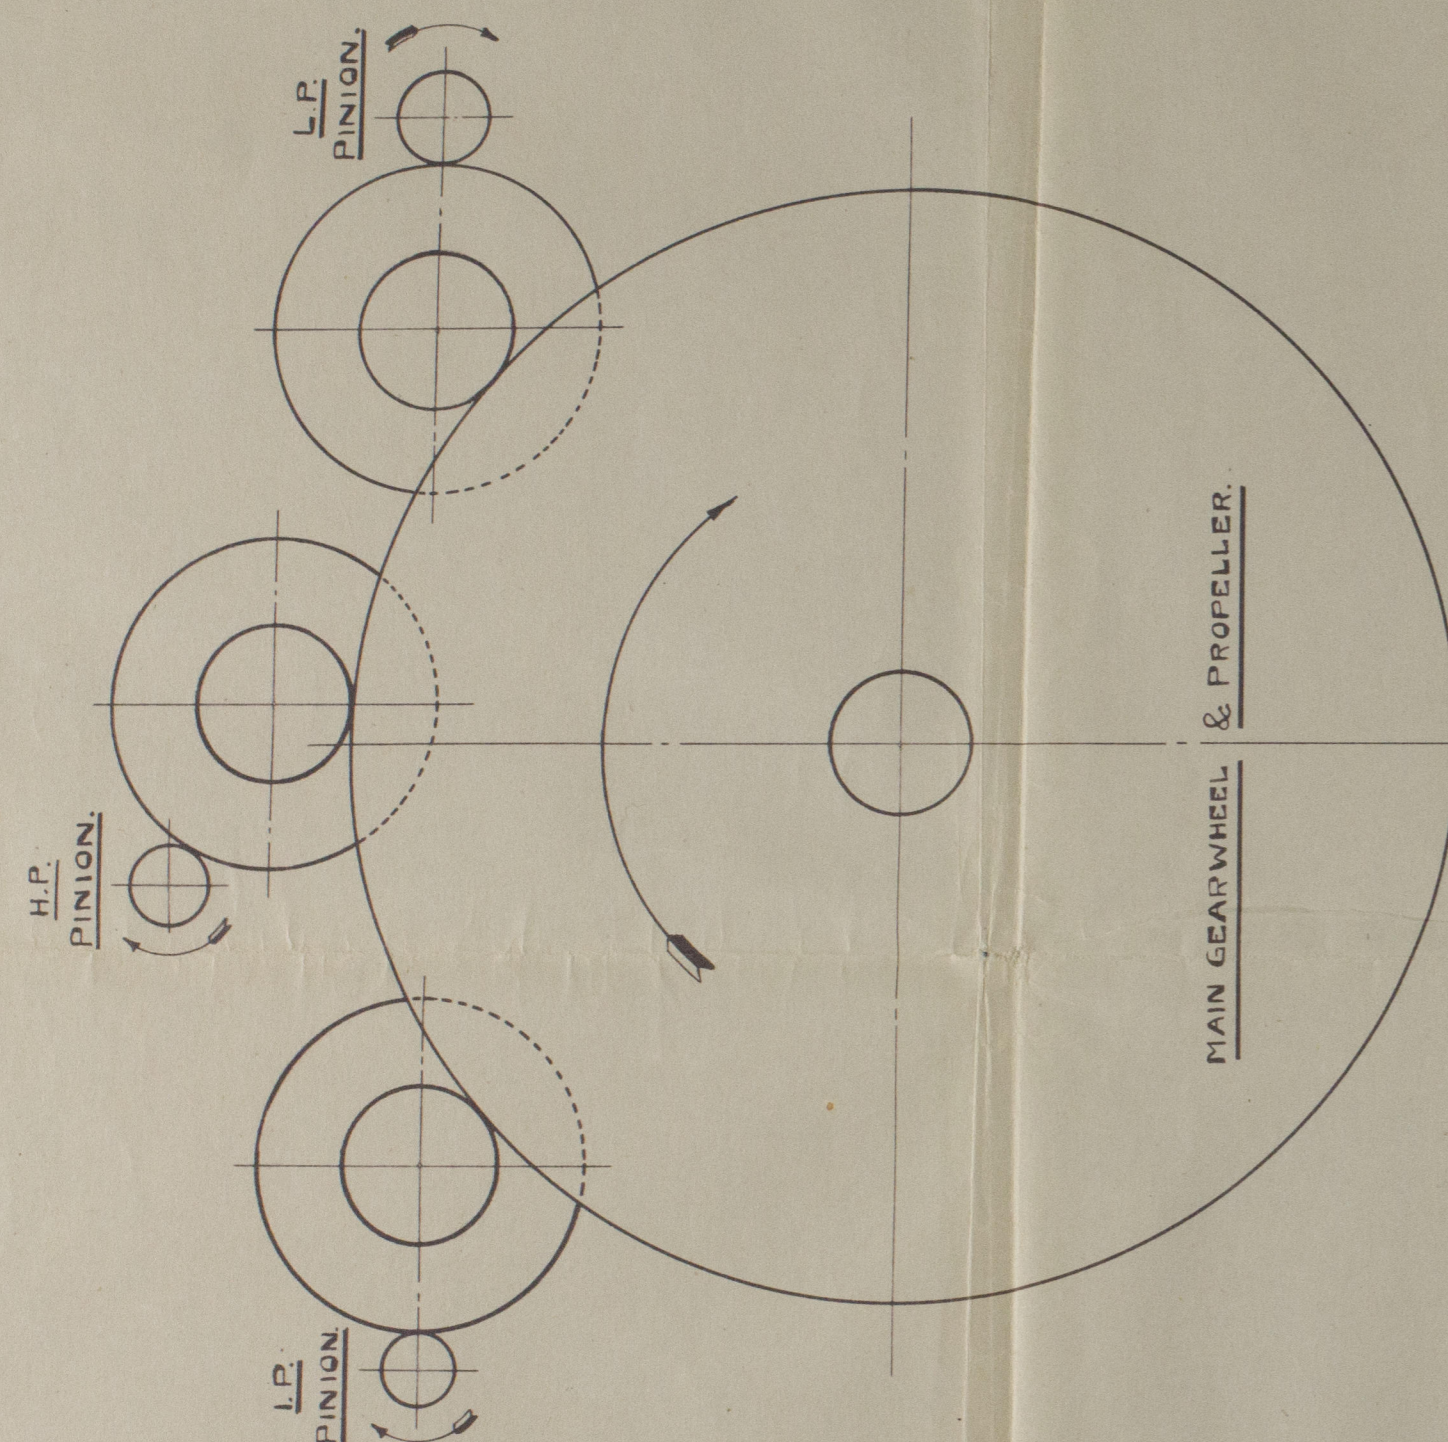 L.P.
PINION.
H.P.
PINION.
I.P.
PINION.
MAIN GEARWHEEL & PROPELLER.